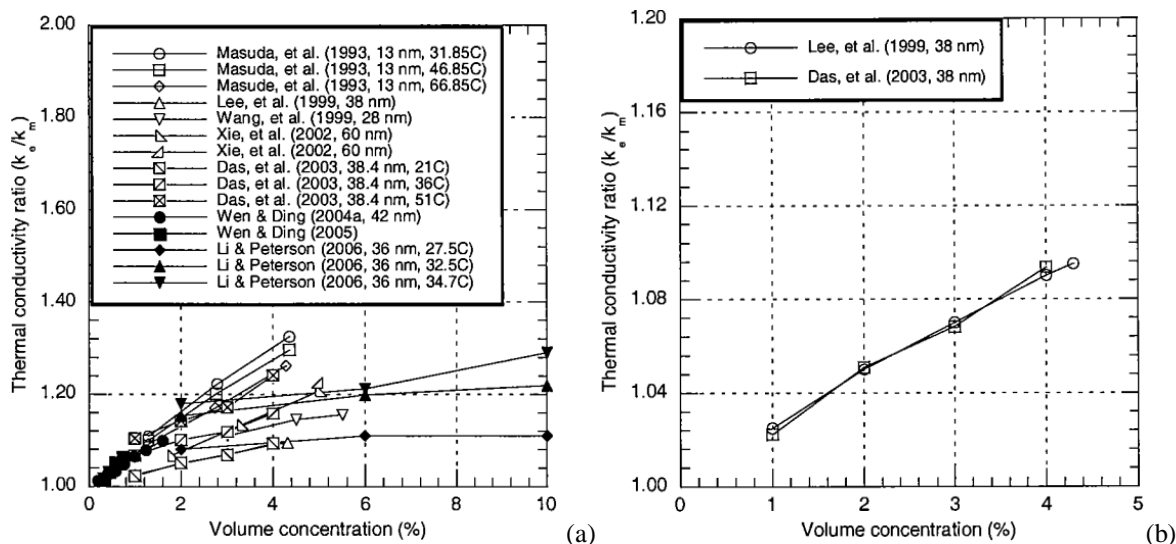 2.00
1.80
1.60
1.40
1.20
1.00
Thermal conductivity ratio (ke/km)
Masuda, et al. (1993, 13 nm, 31.85C)
Masuda, et al. (1993, 13 nm, 46.85C)
Masude, et al. (1993, 13 nm, 66.85C)
Lee, et al. (1999, 38 nm)
Wang, et al. (1999, 28 nm)
Xie, et al. (2002, 60 nm)
Xie, et al. (2002, 60 nm)
Das, et al. (2003, 38.4 nm, 21C)
Das, et al. (2003, 38.4 nm, 36C)
Das, et al. (2003, 38.4 nm, 51C)
Wen & Ding (2004a, 42 nm)
Wen & Ding (2005)
Li & Peterson (2006, 36 nm, 27.5C)
Li & Peterson (2006, 36 nm, 32.5C)
Li & Peterson (2006, 36 nm, 34.7C)
0 2 4 6 8 10
Volume concentration (%)
(a)
1.20
1.16
1.12
1.08
1.04
1.00
Thermal conductivity ratio (ke/km)
Lee, et al. (1999, 38 nm)
Das, et al. (2003, 38 nm)
0 1 2 3 4 5
Volume concentration (%)
(b)